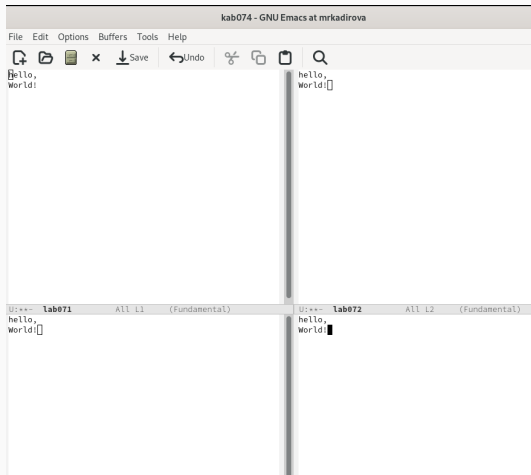 kab074 - GNU Emacs at mrkadirova
File Edit Options Buffers Tools Help
Save Undo
hello,
World!
hello,
World!
U:**- lab071 All L1 (Fundamental)
U:**- lab072 All L2 (Fundamental)
hello,
World!
hello,
World!